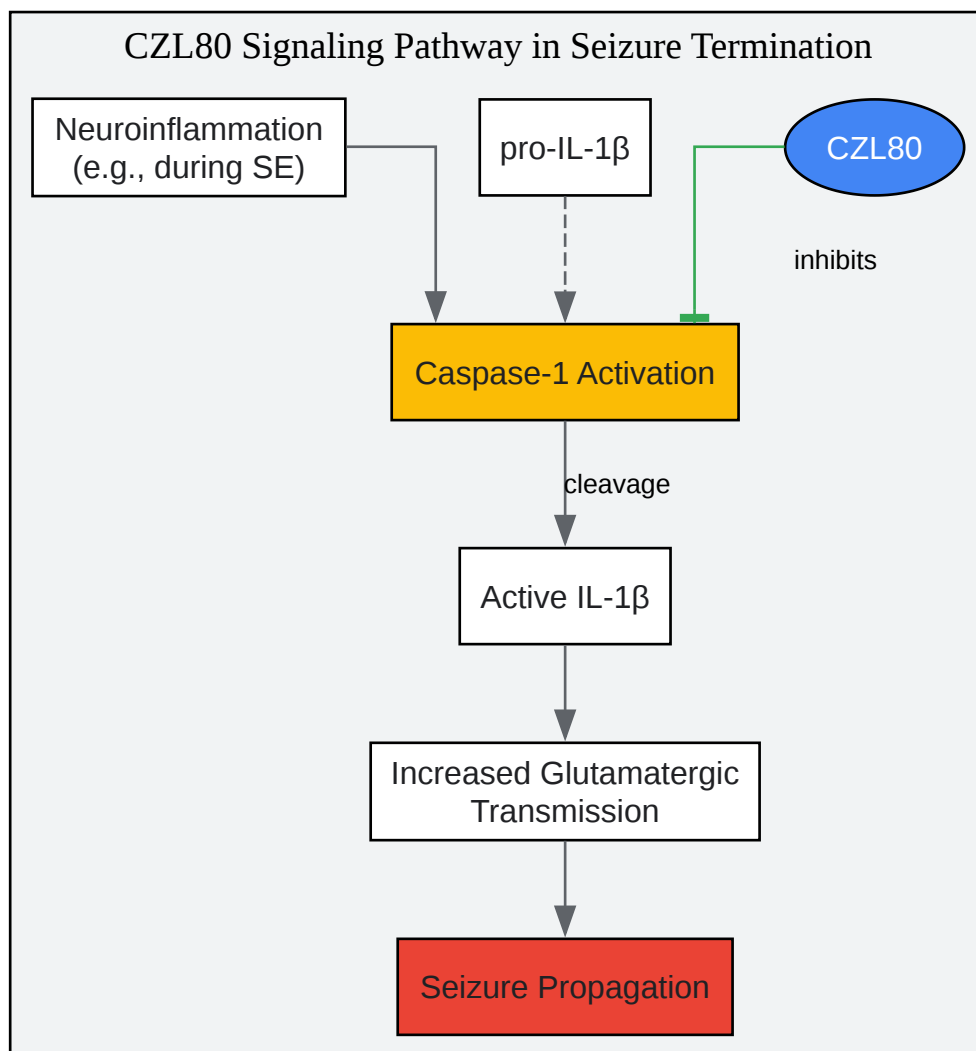 CZL80 Signaling Pathway in Seizure Termination
Neuroinflammation
(e.g., during SE)
pro-IL-1β
CZL80
inhibits
Caspase-1 Activation
cleavage
Active IL-1β
Increased Glutamatergic
Transmission
Seizure Propagation